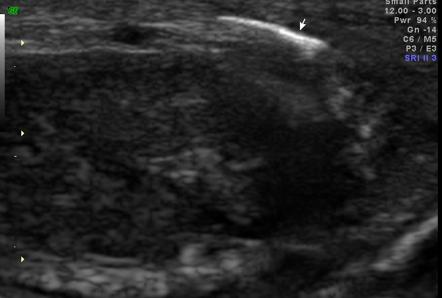 Small Parts
12.00 - 3.00
Pwr 94 %
Gn -14
C6 / M5
P3 / E3
SRI II 3